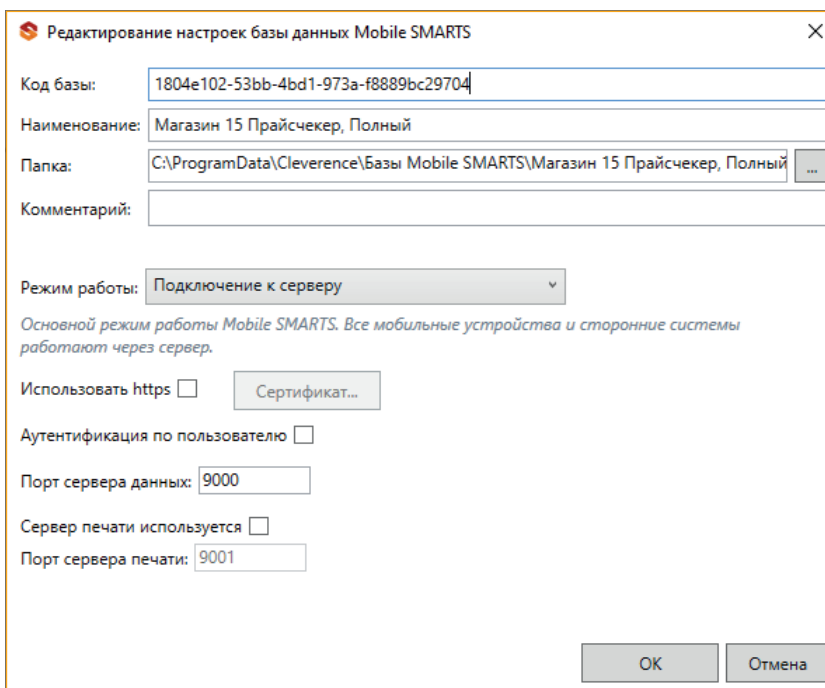 Редактирование настроек базы данных Mobile SMARTS
Код базы: 1804e102-53bb-4bd1-973a-f8889bc29704
Наименование: Магазин 15 Прайсчекер, Полный
Папка: C:\ProgramData\Cleverence\Базы Mobile SMARTS\Магазин 15 Прайсчекер, Полный ...
Комментарий:
Режим работы: Подключение к серверу
Основной режим работы Mobile SMARTS. Все мобильные устройства и сторонние системы
работают через сервер.
Использовать https Сертификат...
Аутентификация по пользователю
Порт сервера данных: 9000
Сервер печати используется
Порт сервера печати: 9001
ОК Отмена